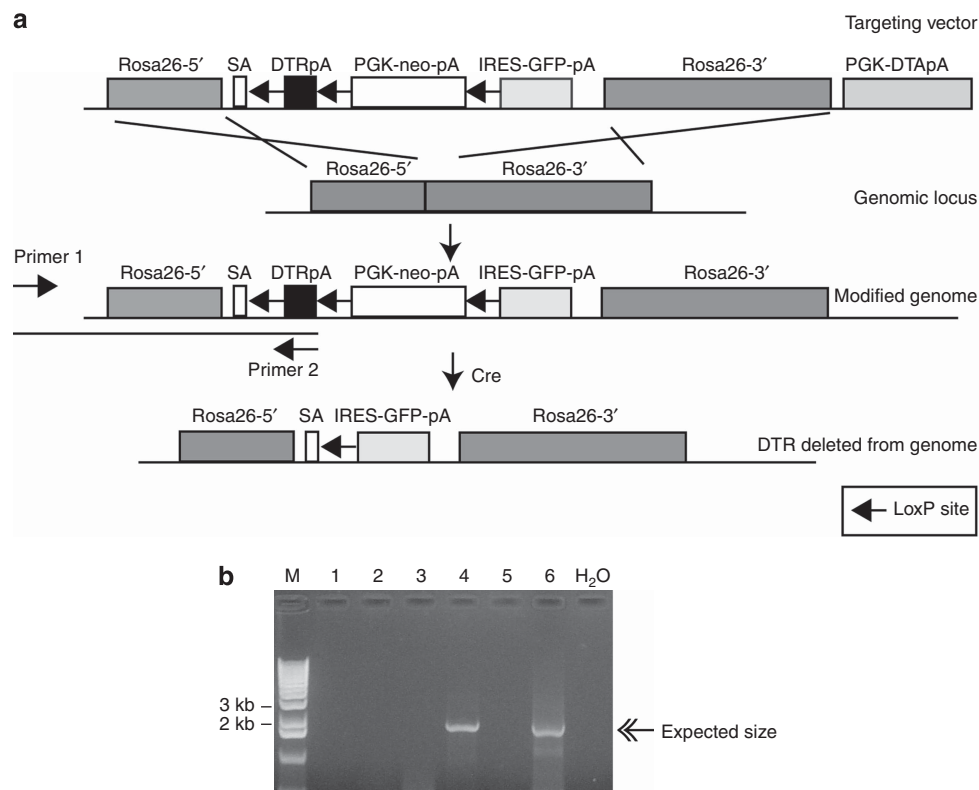 a
Targeting vector
Rosa26-5′ SA DTRpA PGK-neo-pA IRES-GFP-pA Rosa26-3′ PGK-DTApA
Rosa26-5′ Rosa26-3′
Genomic locus
Primer 1
Rosa26-5′ SA DTRpA PGK-neo-pA IRES-GFP-pA Rosa26-3′
Modified genome
Primer 2
Cre
Rosa26-5′ SA IRES-GFP-pA Rosa26-3′
DTR deleted from genome
LoxP site
b
M 1 2 3 4 5 6 H₂O
3 kb
2 kb
Expected size